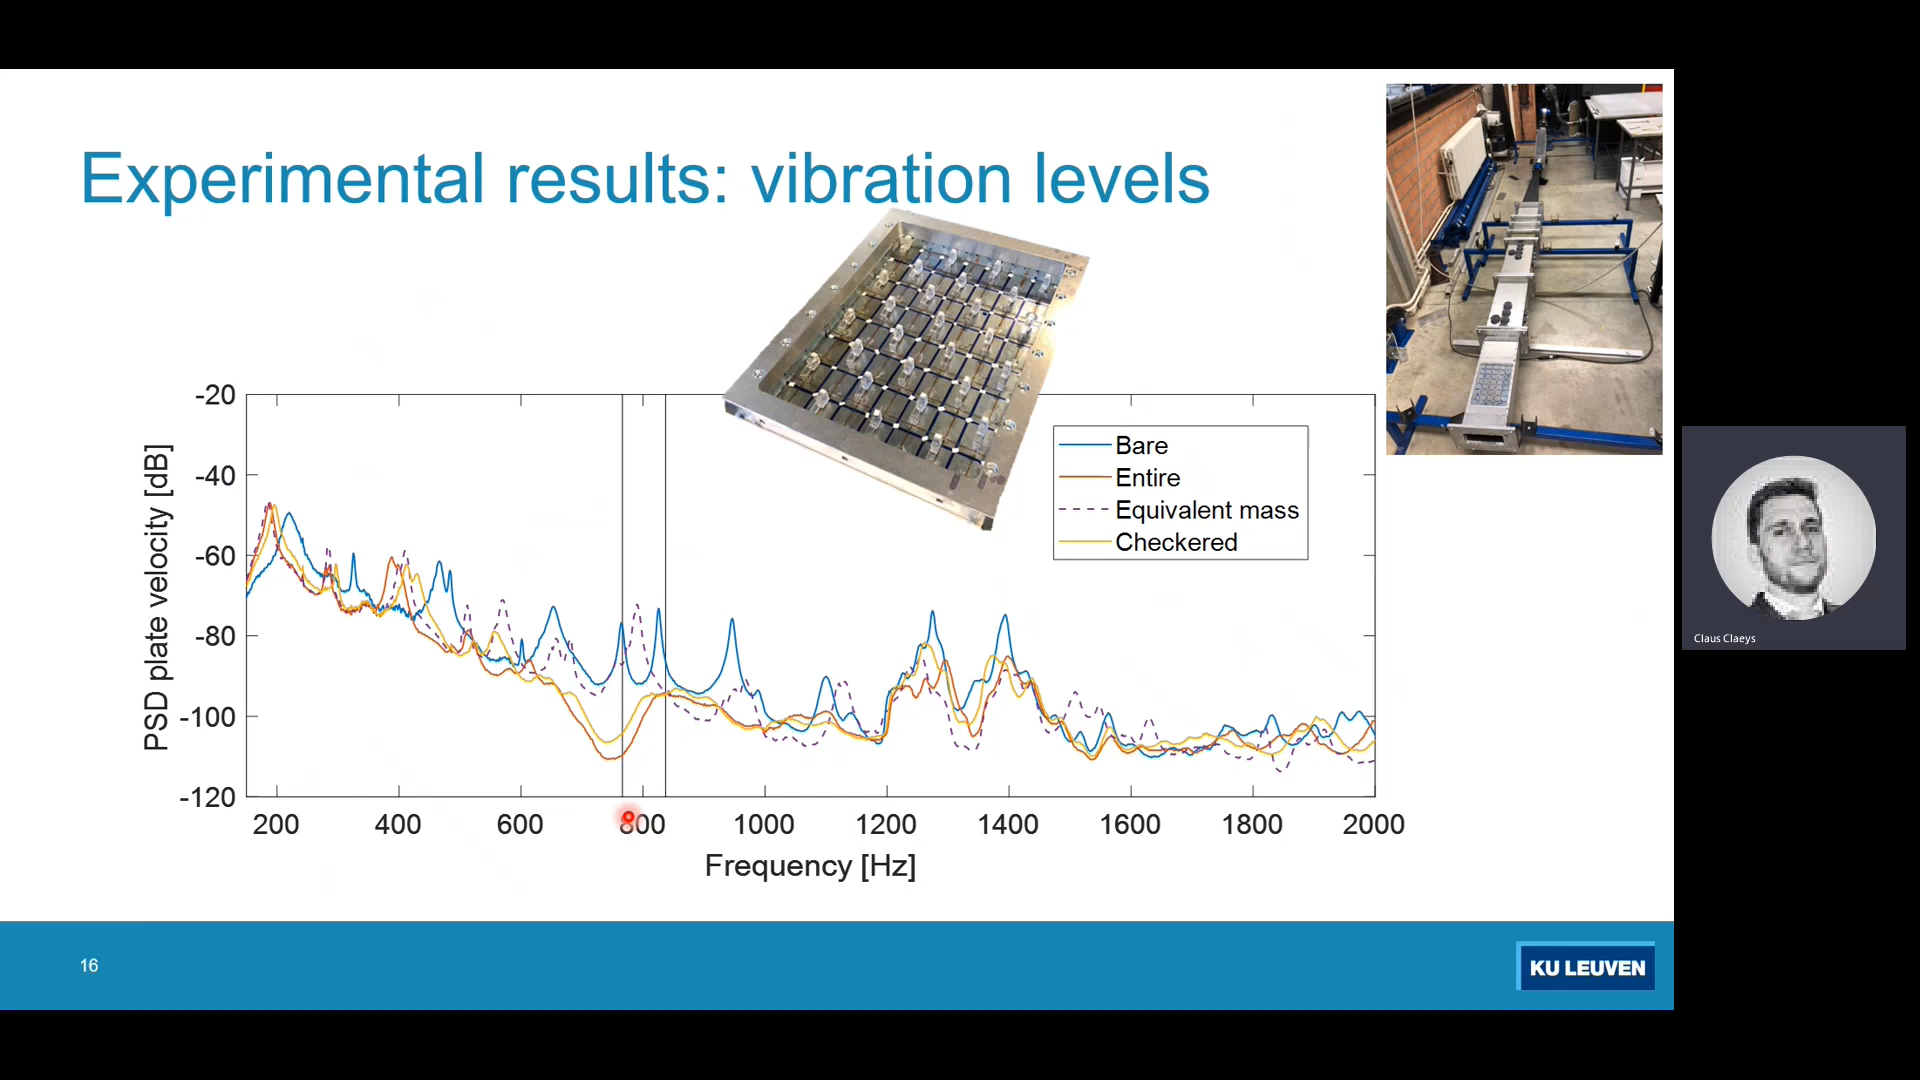 Experimental results: vibration levels
-20
-40
-60
-80
-100
-120
PSD plate velocity [dB]
Bare
Entire
Equivalent mass
Checkered
200 400 600 800 1000 1200 1400 1600 1800 2000
Frequency [Hz]
16
KU LEUVEN
Claus Claeys